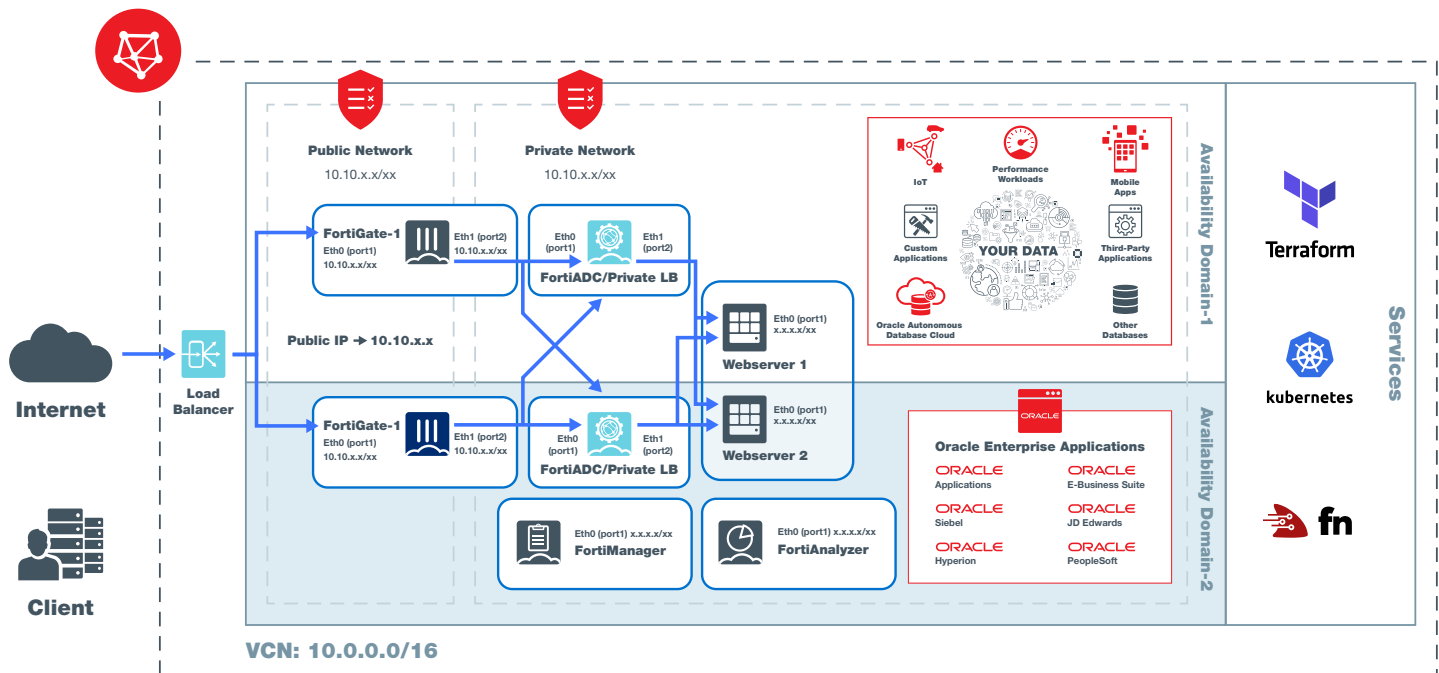 Public Network
10.10.x.x/xx
Private Network
10.10.x.x/xx
FortiGate-1
Eth0 (port1)
10.10.x.x/xx
Eth1 (port2)
10.10.x.x/xx
Eth0
(port1)
Eth1
(port2)
FortiADC/Private LB
Public IP → 10.10.x.x
Internet
Load
Balancer
Client
FortiGate-1
Eth0 (port1)
10.10.x.x/xx
Eth1 (port2)
10.10.x.x/xx
Eth0
(port1)
Eth1
(port2)
FortiADC/Private LB
Eth0 (port1)
x.x.x.x/xx
Webserver 1
Eth0 (port1)
x.x.x.x/xx
Webserver 2
Eth0 (port1) x.x.x.x/xx
FortiManager
Eth0 (port1) x.x.x.x/xx
FortiAnalyzer
IoT
Performance
Workloads
Mobile
Apps
Custom
Applications
YOUR DATA
Third-Party
Applications
Oracle Autonomous
Database Cloud
Other
Databases
Availability Domain-1
ORACLE
Oracle Enterprise Applications
ORACLE
Applications
ORACLE
E-Business Suite
ORACLE
Siebel
ORACLE
JD Edwards
ORACLE
Hyperion
ORACLE
PeopleSoft
Availability Domain-2
Terraform
kubernetes
fn
Services
VCN: 10.0.0.0/16